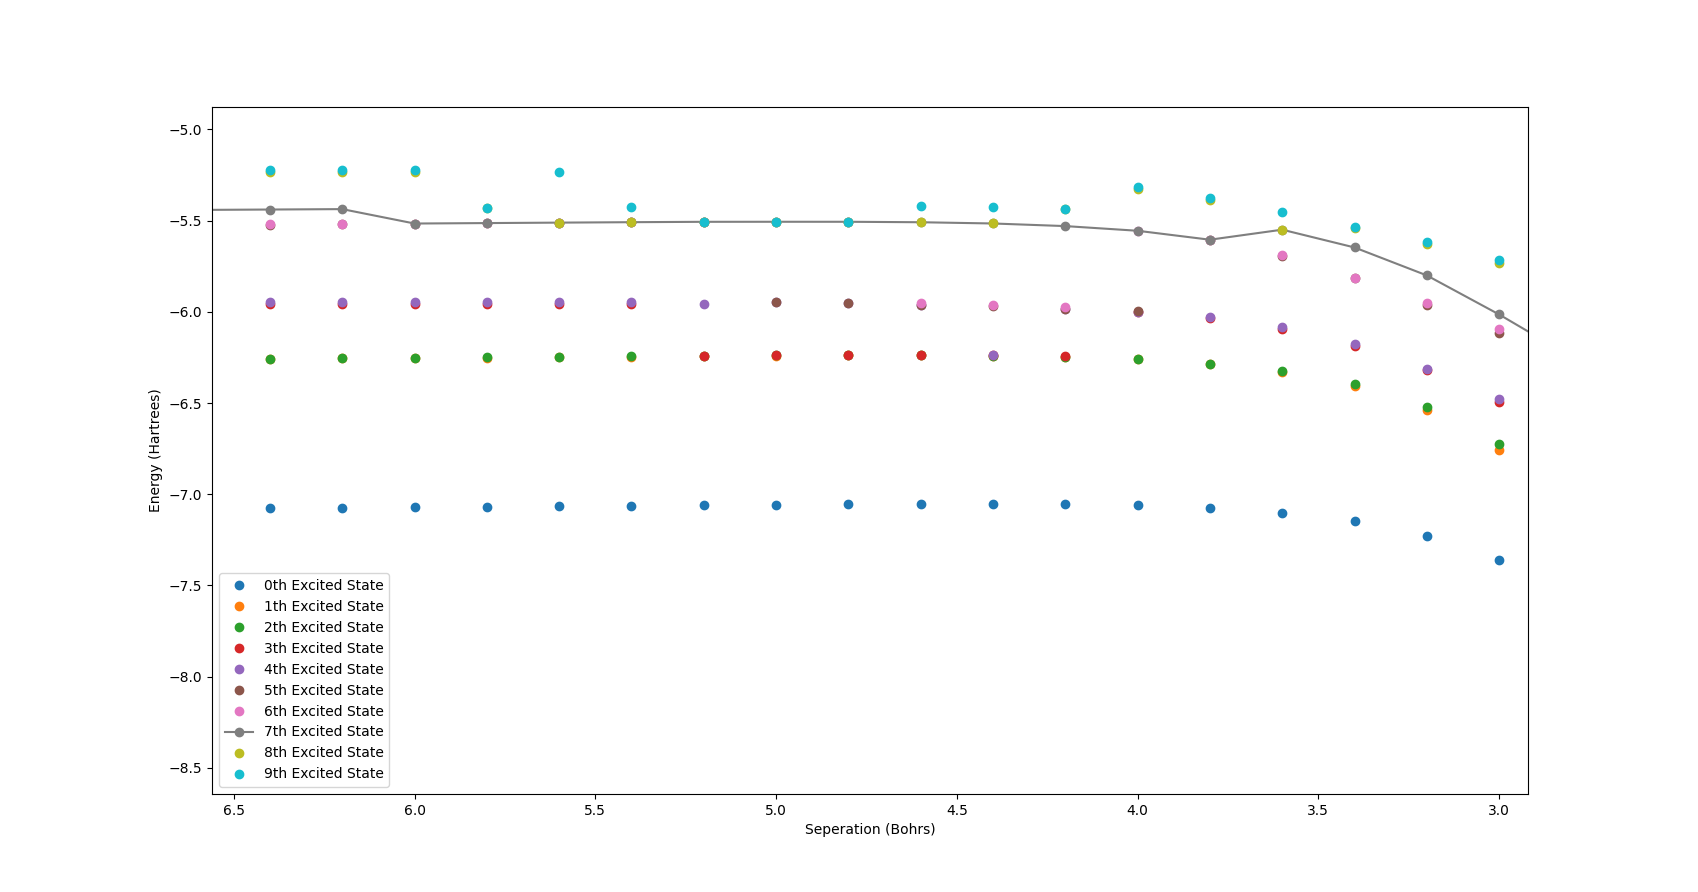 −5.0
−5.5
−6.0
−6.5
−7.0
−7.5
−8.0
−8.5
Energy (Hartrees)
0th Excited State
1th Excited State
2th Excited State
3th Excited State
4th Excited State
5th Excited State
6th Excited State
7th Excited State
8th Excited State
9th Excited State
6.5 6.0 5.5 5.0 4.5 4.0 3.5 3.0
Seperation (Bohrs)